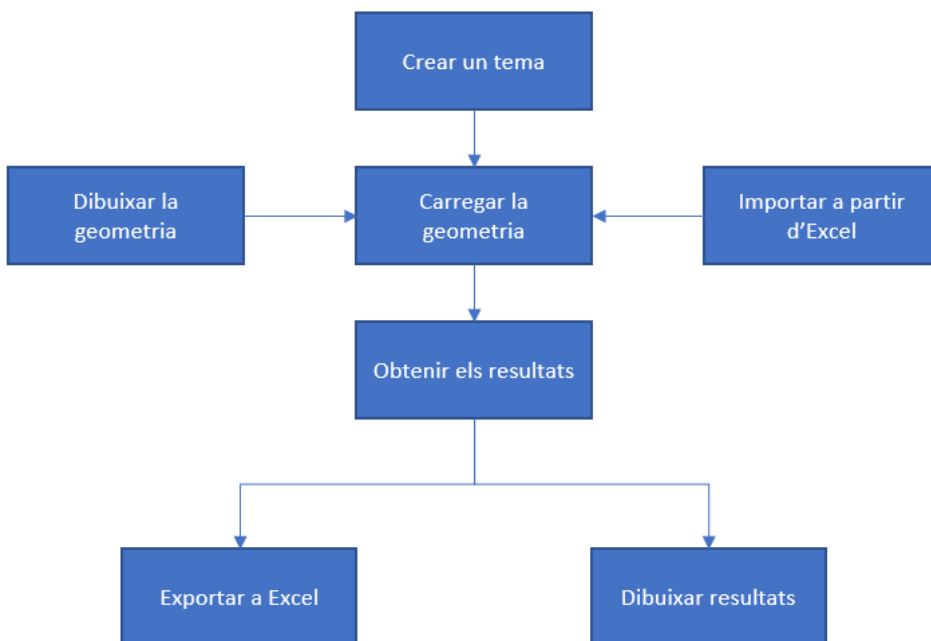 Crear un tema
Dibuixar la
geometria
Carregar la
geometria
Importar a partir
d’Excel
Obtenir els resultats
Exportar a Excel
Dibuixar resultats